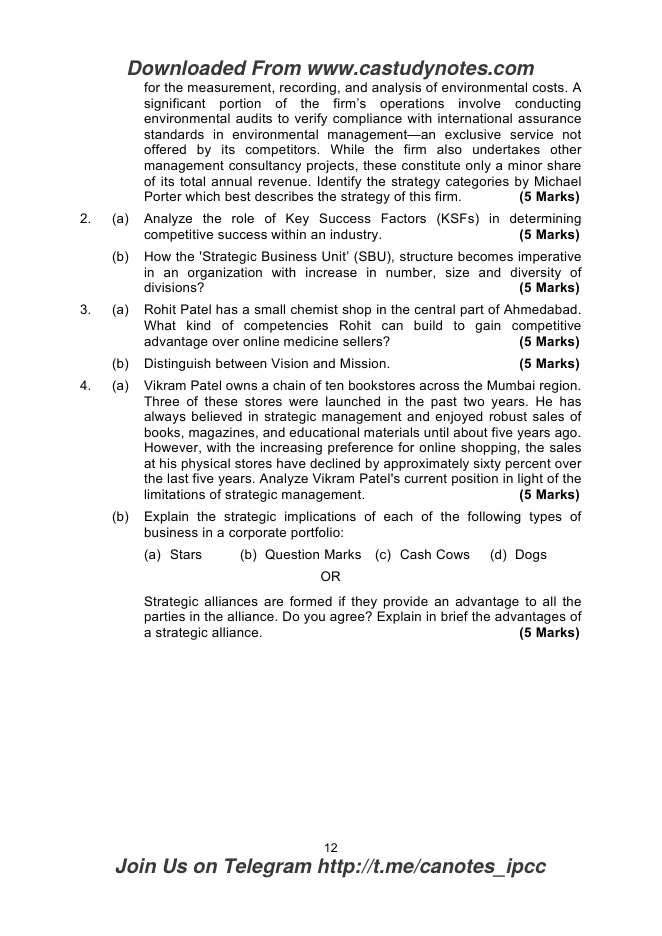 Downloaded From www.castudynotes.com
for the measurement, recording, and analysis of environmental costs. A
significant portion of the firm's operations involve conducting
environmental audits to verify compliance with international assurance
standards in environmental management—an exclusive service not
offered by its competitors. While the firm also undertakes other
management consultancy projects, these constitute only a minor share
of its total annual revenue. Identify the strategy categories by Michael
Porter which best describes the strategy of this firm. (5 Marks)
2. (a) Analyze the role of Key Success Factors (KSFs) in determining
competitive success within an industry. (5 Marks)
(b) How the 'Strategic Business Unit’ (SBU), structure becomes imperative
in an organization with increase in number, size and diversity of
divisions? (5 Marks)
3. (a) Rohit Patel has a small chemist shop in the central part of Ahmedabad.
What kind of competencies Rohit can build to gain competitive
advantage over online medicine sellers? (5 Marks)
(b) Distinguish between Vision and Mission. (5 Marks)
4. (a) Vikram Patel owns a chain of ten bookstores across the Mumbai region.
Three of these stores were launched in the past two years. He has
always believed in strategic management and enjoyed robust sales of
books, magazines, and educational materials until about five years ago.
However, with the increasing preference for online shopping, the sales
at his physical stores have declined by approximately sixty percent over
the last five years. Analyze Vikram Patel's current position in light of the
limitations of strategic management. (5 Marks)
(b) Explain the strategic implications of each of the following types of
business in a corporate portfolio:
(a) Stars (b) Question Marks (c) Cash Cows (d) Dogs
OR
Strategic alliances are formed if they provide an advantage to all the
parties in the alliance. Do you agree? Explain in brief the advantages of
a strategic alliance. (5 Marks)
12
Join Us on Telegram http://t.me/canotes_ipcc